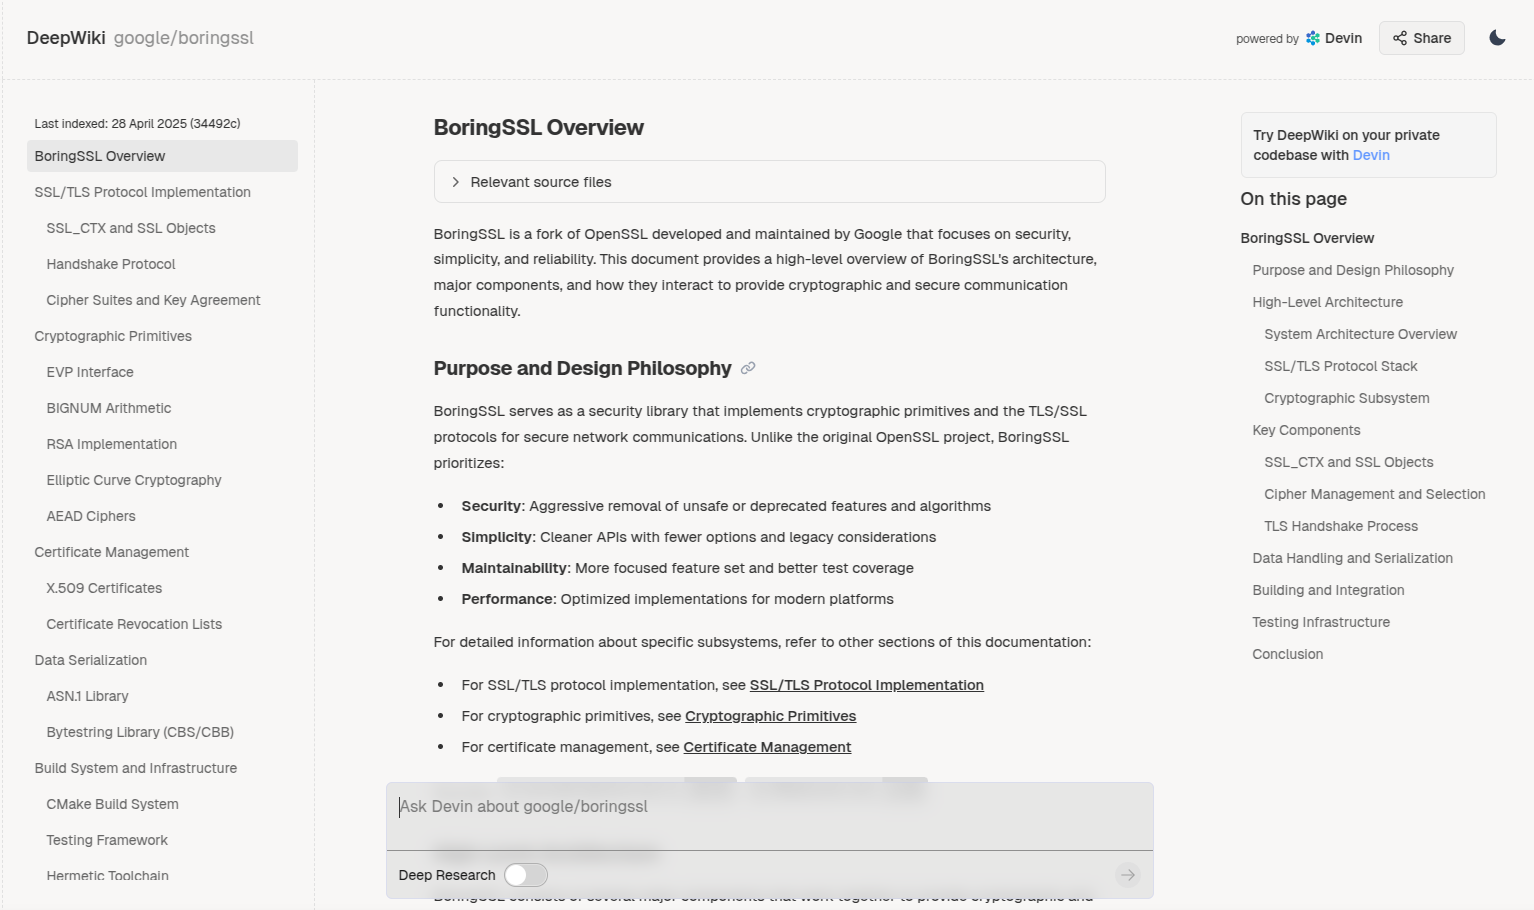 DeepWiki google/boringssl
powered by Devin
Share
Last indexed: 28 April 2025 (34492c)
BoringSSL Overview
SSL/TLS Protocol Implementation
SSL_CTX and SSL Objects
Handshake Protocol
Cipher Suites and Key Agreement
Cryptographic Primitives
EVP Interface
BIGNUM Arithmetic
RSA Implementation
Elliptic Curve Cryptography
AEAD Ciphers
Certificate Management
X.509 Certificates
Certificate Revocation Lists
Data Serialization
ASN.1 Library
Bytestring Library (CBS/CBB)
Build System and Infrastructure
CMake Build System
Testing Framework
Hermetic Toolchain
BoringSSL Overview
Relevant source files
BoringSSL is a fork of OpenSSL developed and maintained by Google that focuses on security,
simplicity, and reliability. This document provides a high-level overview of BoringSSL's architecture,
major components, and how they interact to provide cryptographic and secure communication
functionality.
Purpose and Design Philosophy
BoringSSL serves as a security library that implements cryptographic primitives and the TLS/SSL
protocols for secure network communications. Unlike the original OpenSSL project, BoringSSL
prioritizes:
• Security: Aggressive removal of unsafe or deprecated features and algorithms
• Simplicity: Cleaner APIs with fewer options and legacy considerations
• Maintainability: More focused feature set and better test coverage
• Performance: Optimized implementations for modern platforms
For detailed information about specific subsystems, refer to other sections of this documentation:
• For SSL/TLS protocol implementation, see SSL/TLS Protocol Implementation
• For cryptographic primitives, see Cryptographic Primitives
• For certificate management, see Certificate Management
Ask Devin about google/boringssl
Deep Research
BoringSSL consists of several major components that work together to provide cryptographic and
Try DeepWiki on your private
codebase with Devin
On this page
BoringSSL Overview
Purpose and Design Philosophy
High-Level Architecture
System Architecture Overview
SSL/TLS Protocol Stack
Cryptographic Subsystem
Key Components
SSL_CTX and SSL Objects
Cipher Management and Selection
TLS Handshake Process
Data Handling and Serialization
Building and Integration
Testing Infrastructure
Conclusion